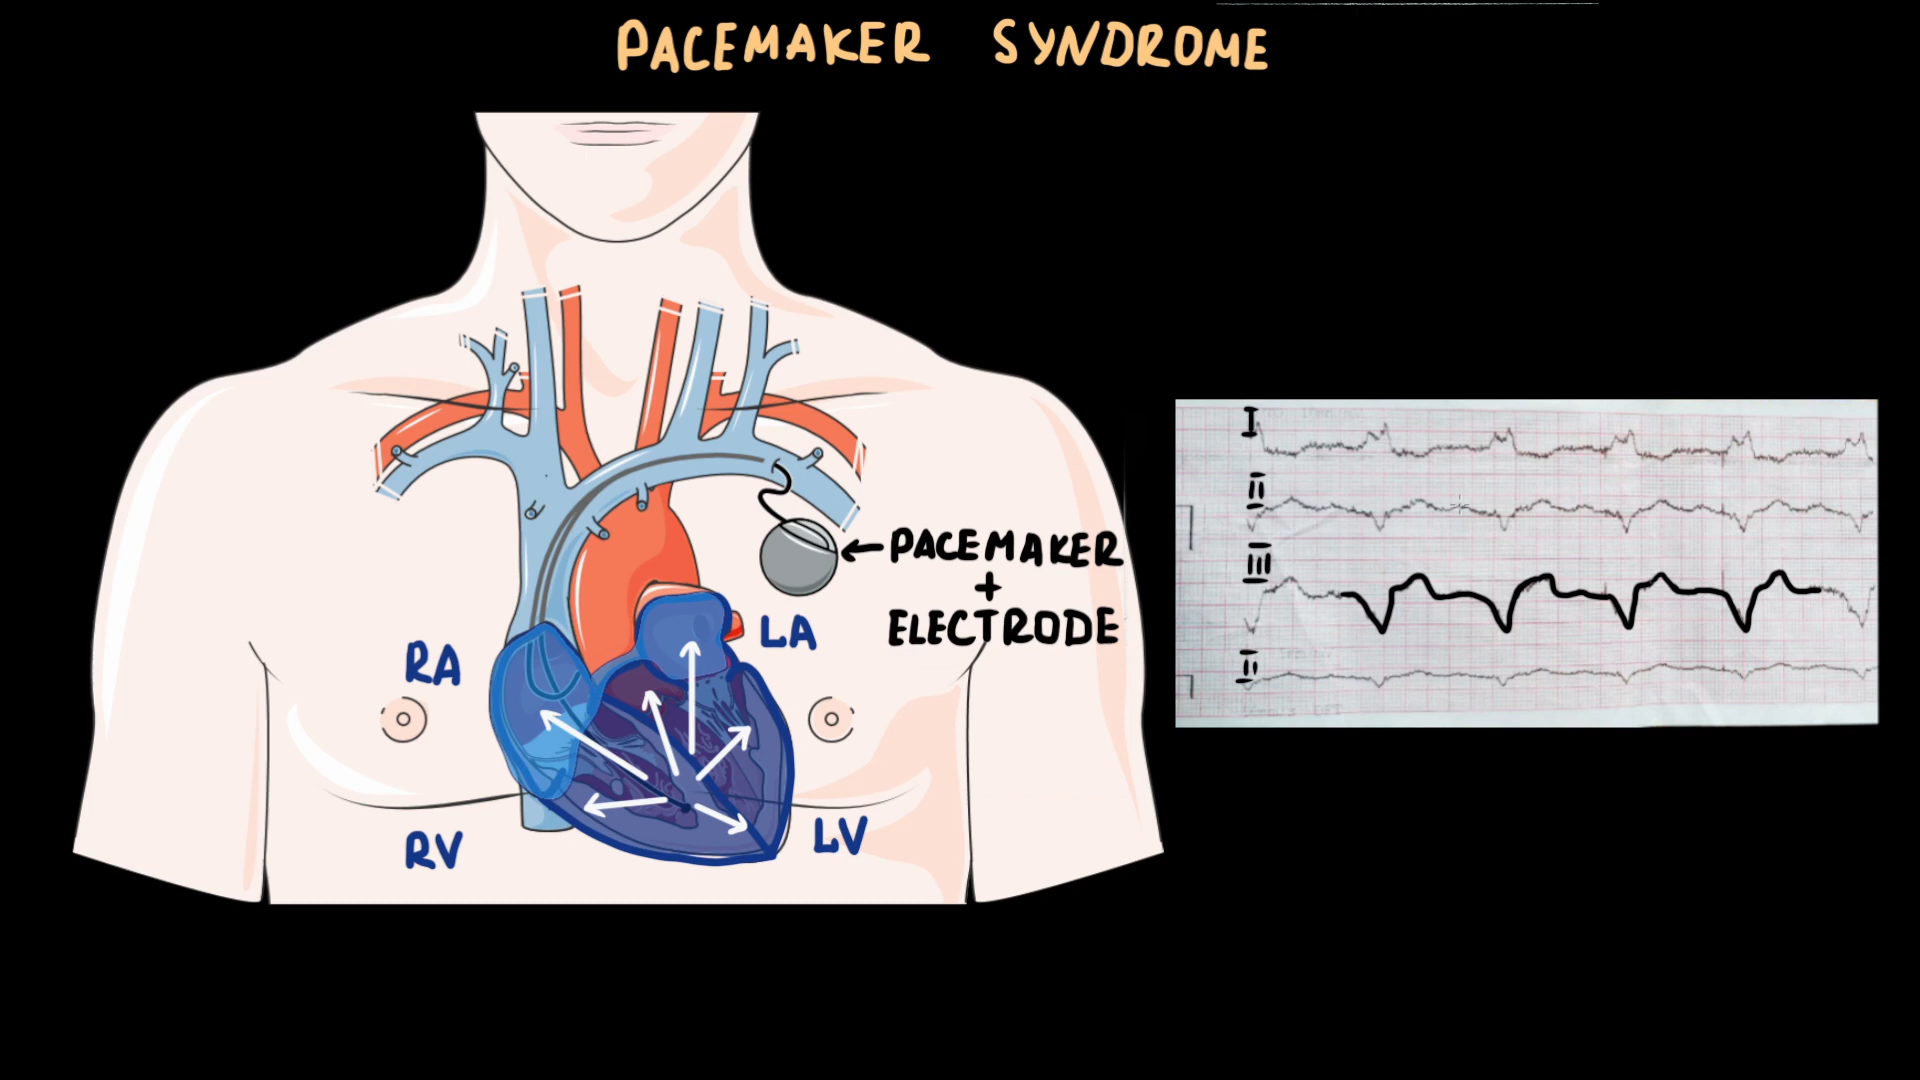 PACEMAKER SYNDROME
PACEMAKER
+
ELECTRODE
LA
RA
RV
LV
I
II
III
II